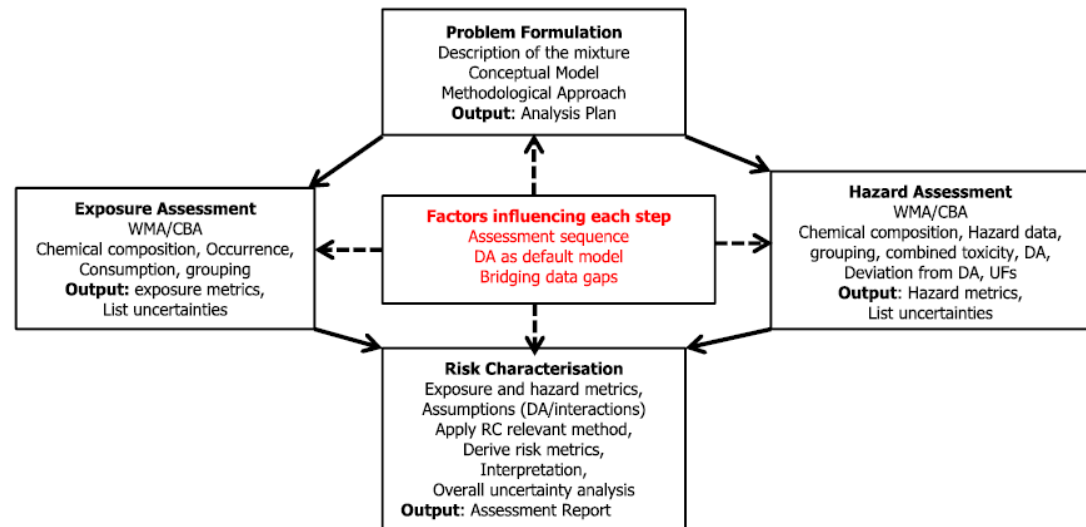 Problem Formulation
Description of the mixture
Conceptual Model
Methodological Approach
Output: Analysis Plan
Exposure Assessment
WMA/CBA
Chemical composition, Occurrence,
Consumption, grouping
Output: exposure metrics,
List uncertainties
Factors influencing each step
Assessment sequence
DA as default model
Bridging data gaps
Hazard Assessment
WMA/CBA
Chemical composition, Hazard data,
grouping, combined toxicity, DA,
Deviation from DA, UFs
Output: Hazard metrics,
List uncertainties
Risk Characterisation
Exposure and hazard metrics,
Assumptions (DA/interactions)
Apply RC relevant method,
Derive risk metrics,
Interpretation,
Overall uncertainty analysis
Output: Assessment Report